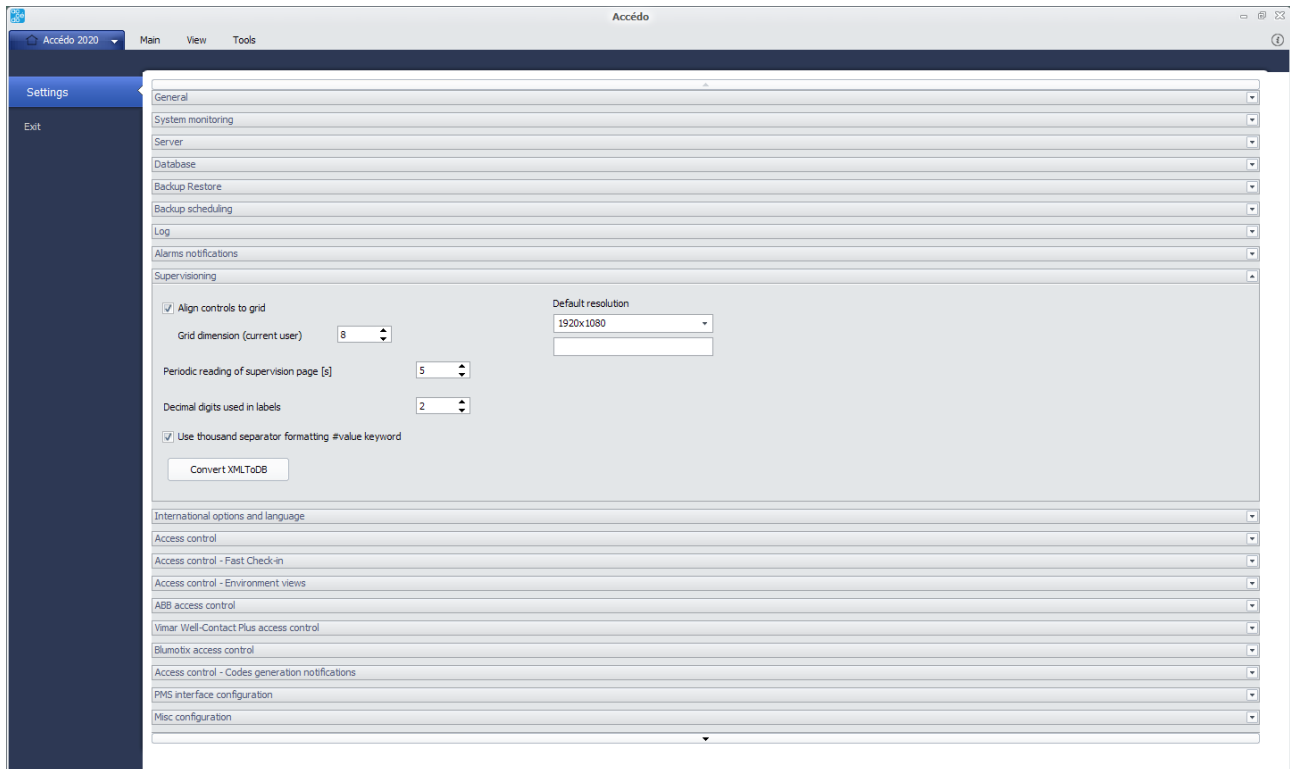 Accédo
Accédo 2020 Main View Tools
Settings
Exit
General
System monitoring
Server
Database
Backup Restore
Backup scheduling
Log
Alarms notifications
Supervisioning
Align controls to grid
Default resolution
1920x1080
Grid dimension (current user) 8
Periodic reading of supervision page [s] 5
Decimal digits used in labels 2
Use thousand separator formatting #value keyword
Convert XMLToDB
International options and language
Access control
Access control - Fast Check-in
Access control - Environment views
ABB access control
Vimar Well-Contact Plus access control
Blumotix access control
Access control - Codes generation notifications
PMS interface configuration
Misc configuration